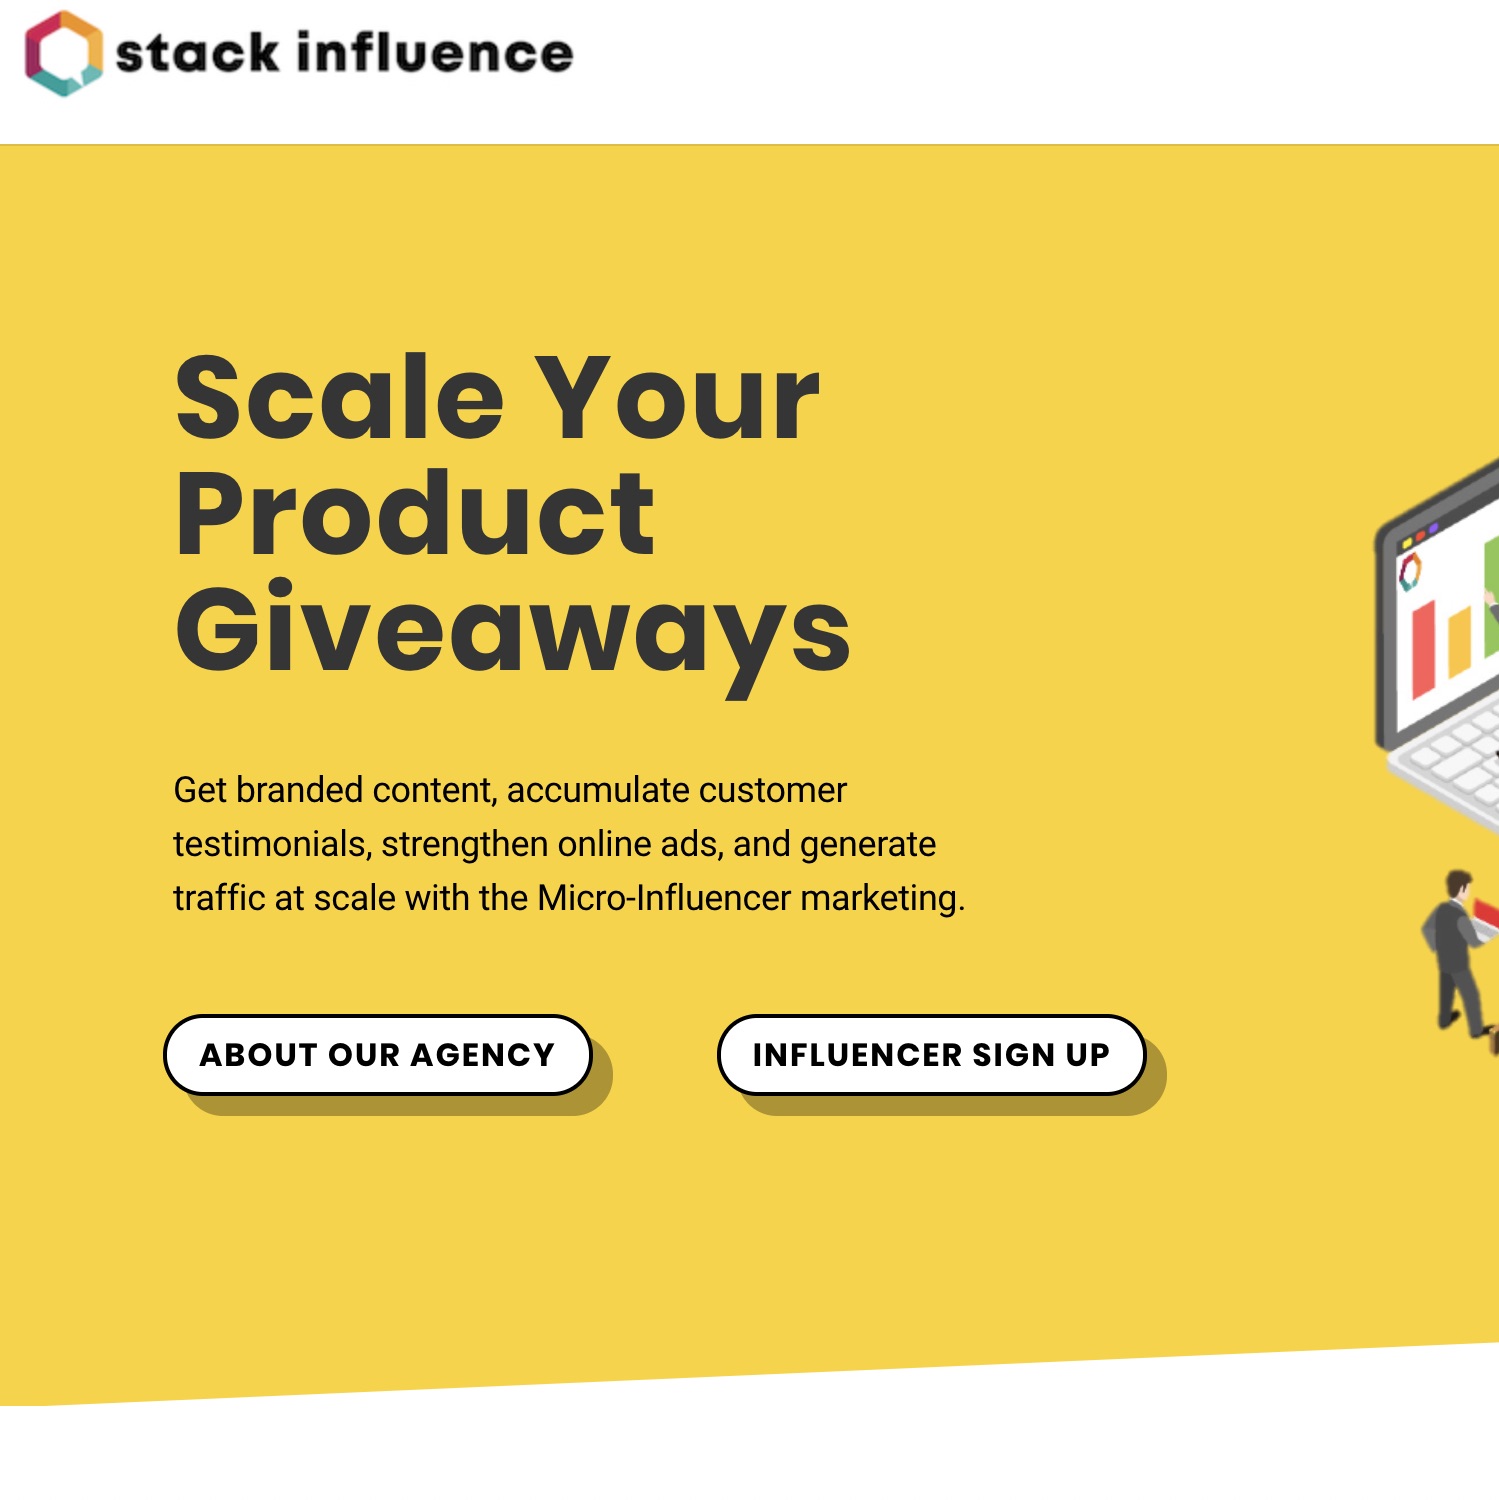 stack influence
Scale Your
Product
Giveaways
Get branded content, accumulate customer
testimonials, strengthen online ads, and generate
traffic at scale with the Micro-Influencer marketing.
ABOUT OUR AGENCY
INFLUENCER SIGN UP